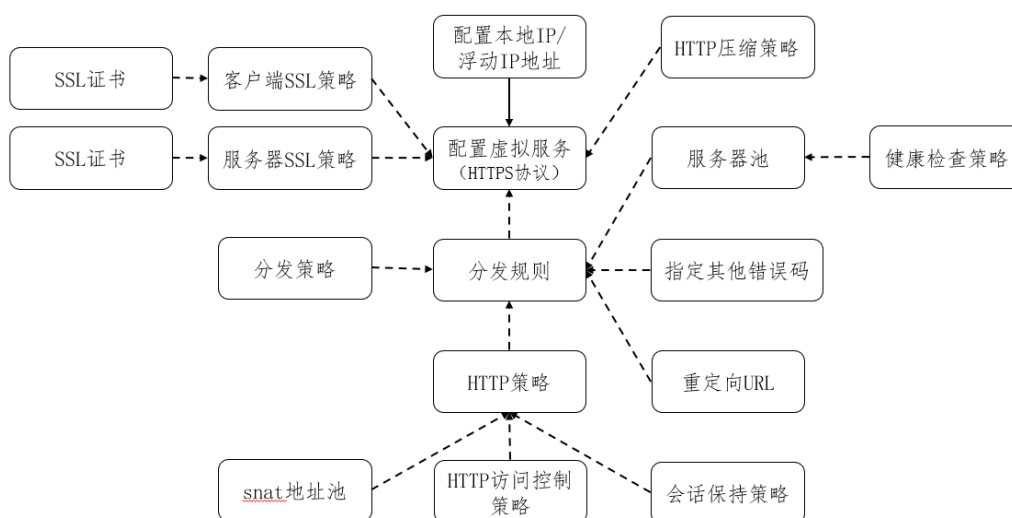 配置本地IP/
浮动IP地址
HTTP压缩策略
SSL证书
客户端SSL策略
SSL证书
服务器SSL策略
配置虚拟服务
（HTTPS协议）
服务器池
健康检查策略
分发策略
分发规则
指定其他错误码
HTTP策略
重定向URL
snat地址池
HTTP访问控制
策略
会话保持策略